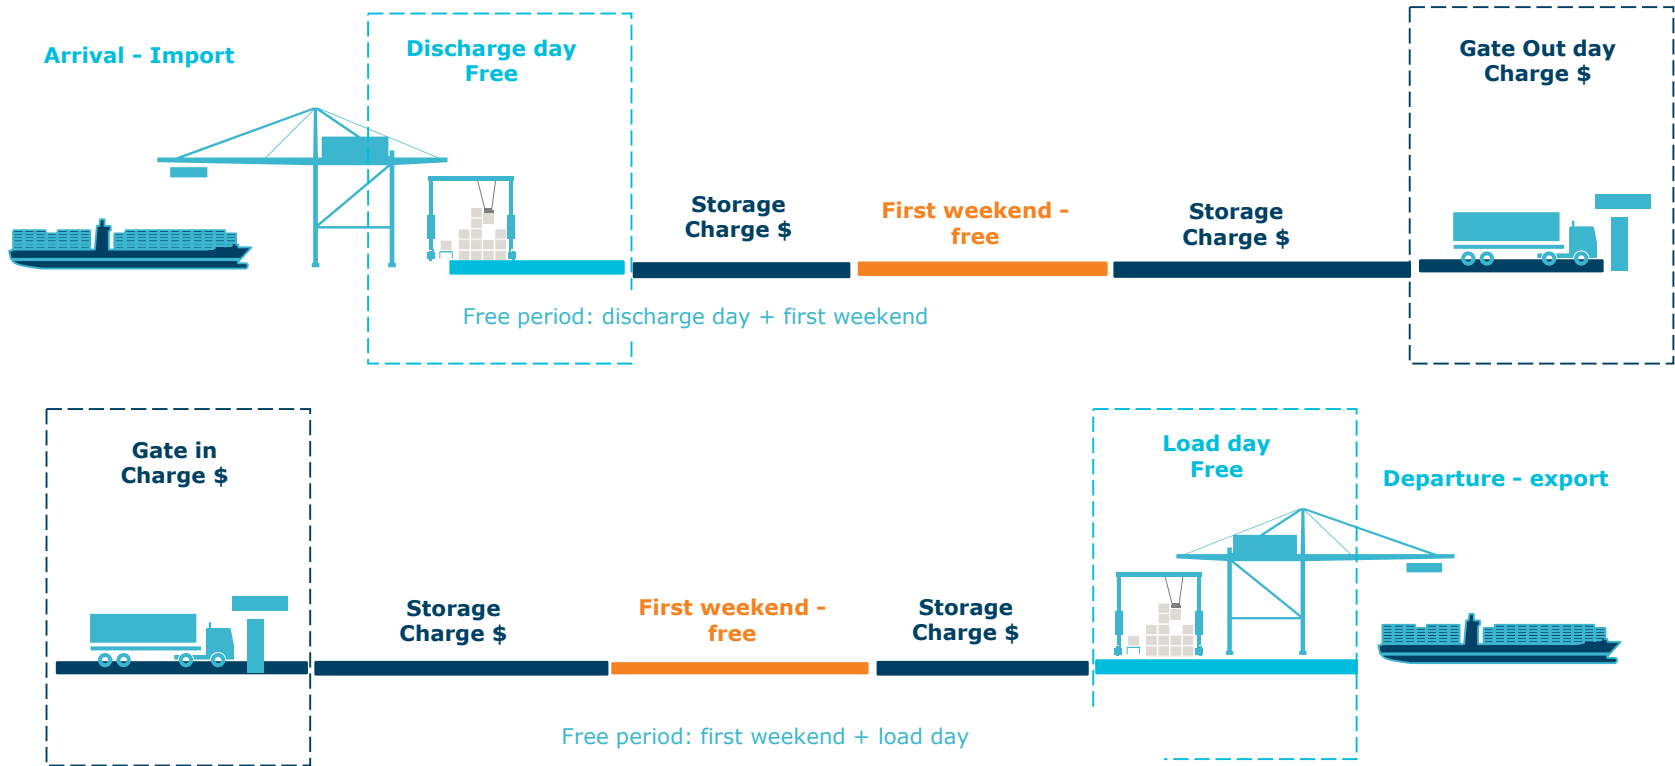 Arrival - Import
Discharge day
Free
Gate Out day
Charge $
Storage
Charge $
First weekend -
free
Storage
Charge $
Free period: discharge day + first weekend
Gate in
Charge $
Load day
Free
Departure - export
Storage
Charge $
First weekend -
free
Storage
Charge $
Free period: first weekend + load day